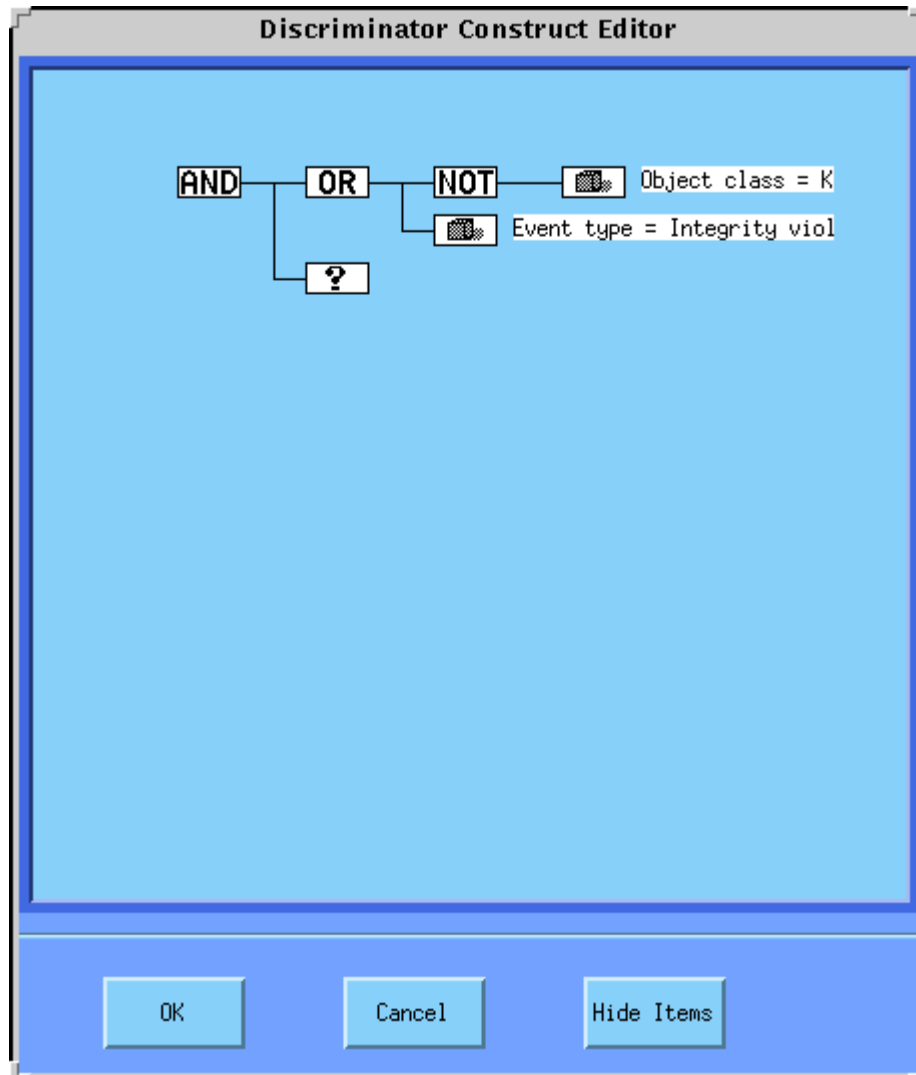 Discriminator Construct Editor
AND OR NOT Object class = K
Event type = Integrity viol
?
OK Cancel Hide Items